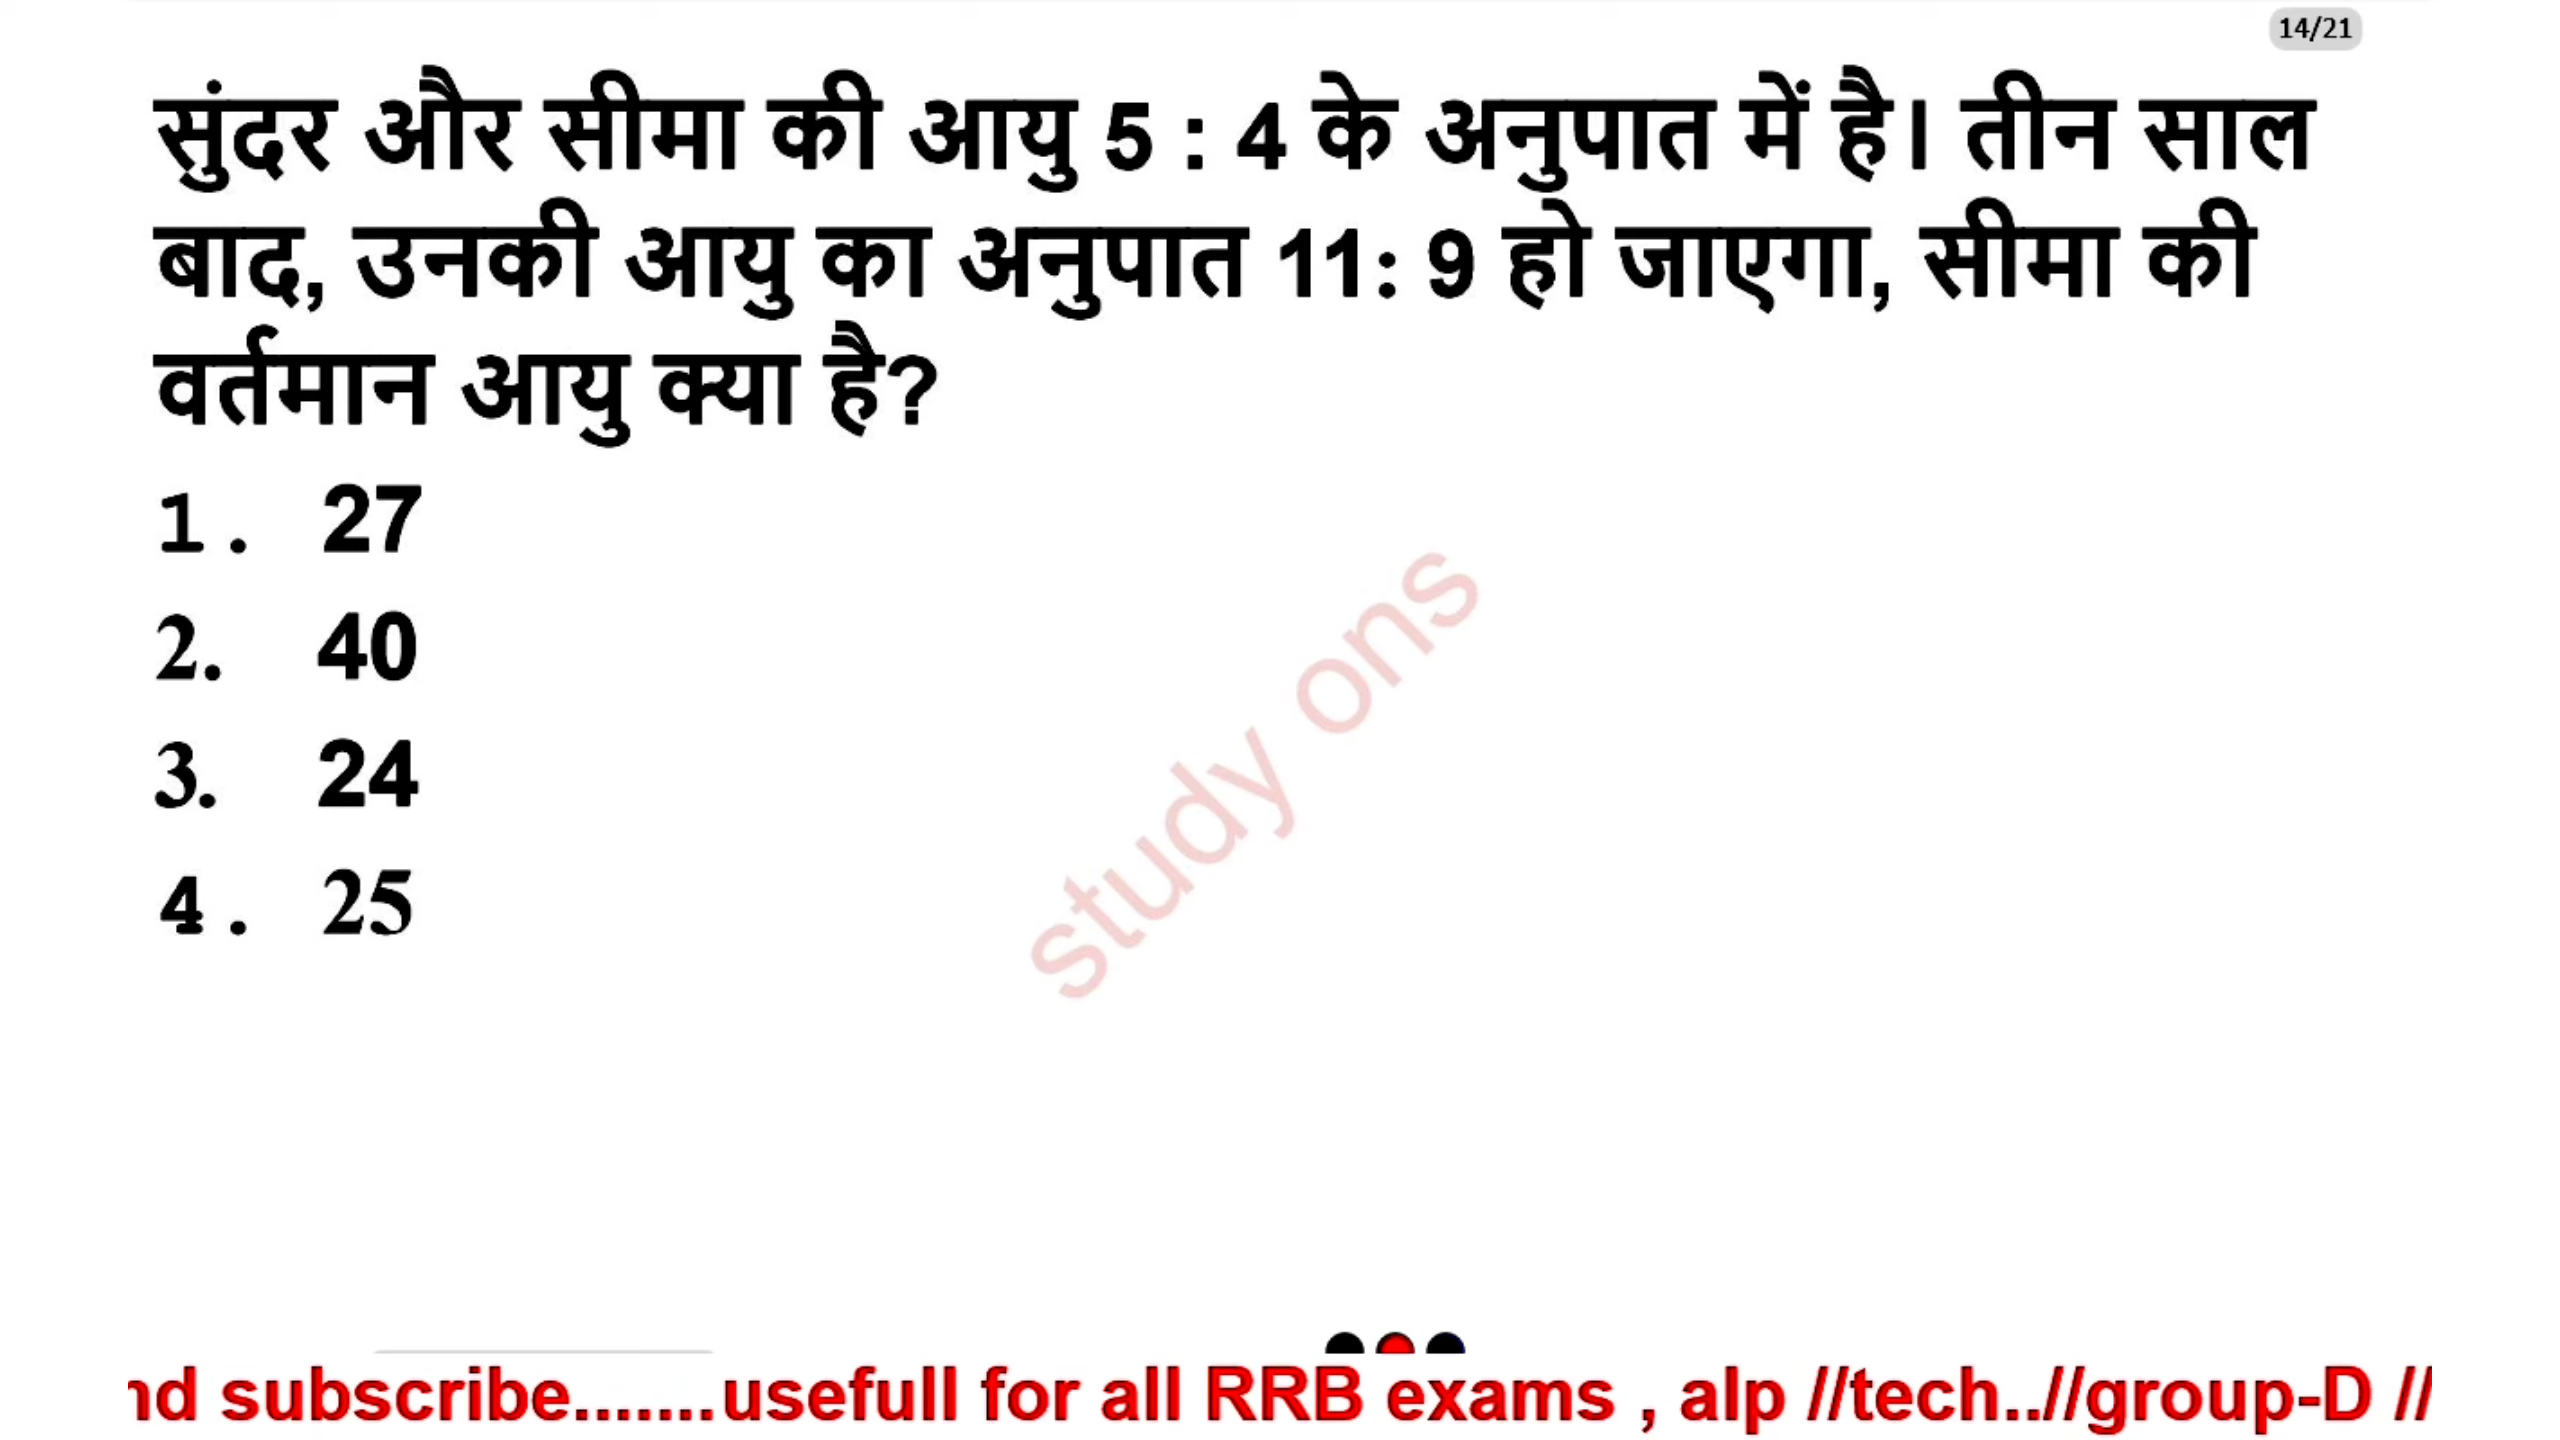 14/21
सुंदर और सीमा की आयु 5 : 4 के अनुपात में है। तीन साल
बाद, उनकी आयु का अनुपात 11: 9 हो जाएगा, सीमा की
वर्तमान आयु क्या है?
1. 27
2. 40
3. 24
4. 25
study ons
subscribe.......usefull for all RRB exams , alp //tech..//group-D //